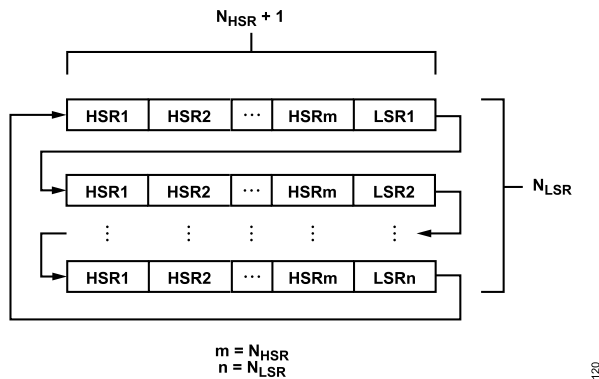 N_HSR + 1
HSR1 HSR2 ... HSRm LSR1
HSR1 HSR2 ... HSRm LSR2
N_LSR
HSR1 HSR2 ... HSRm LSRn
m = N_HSR
n = N_LSR
120